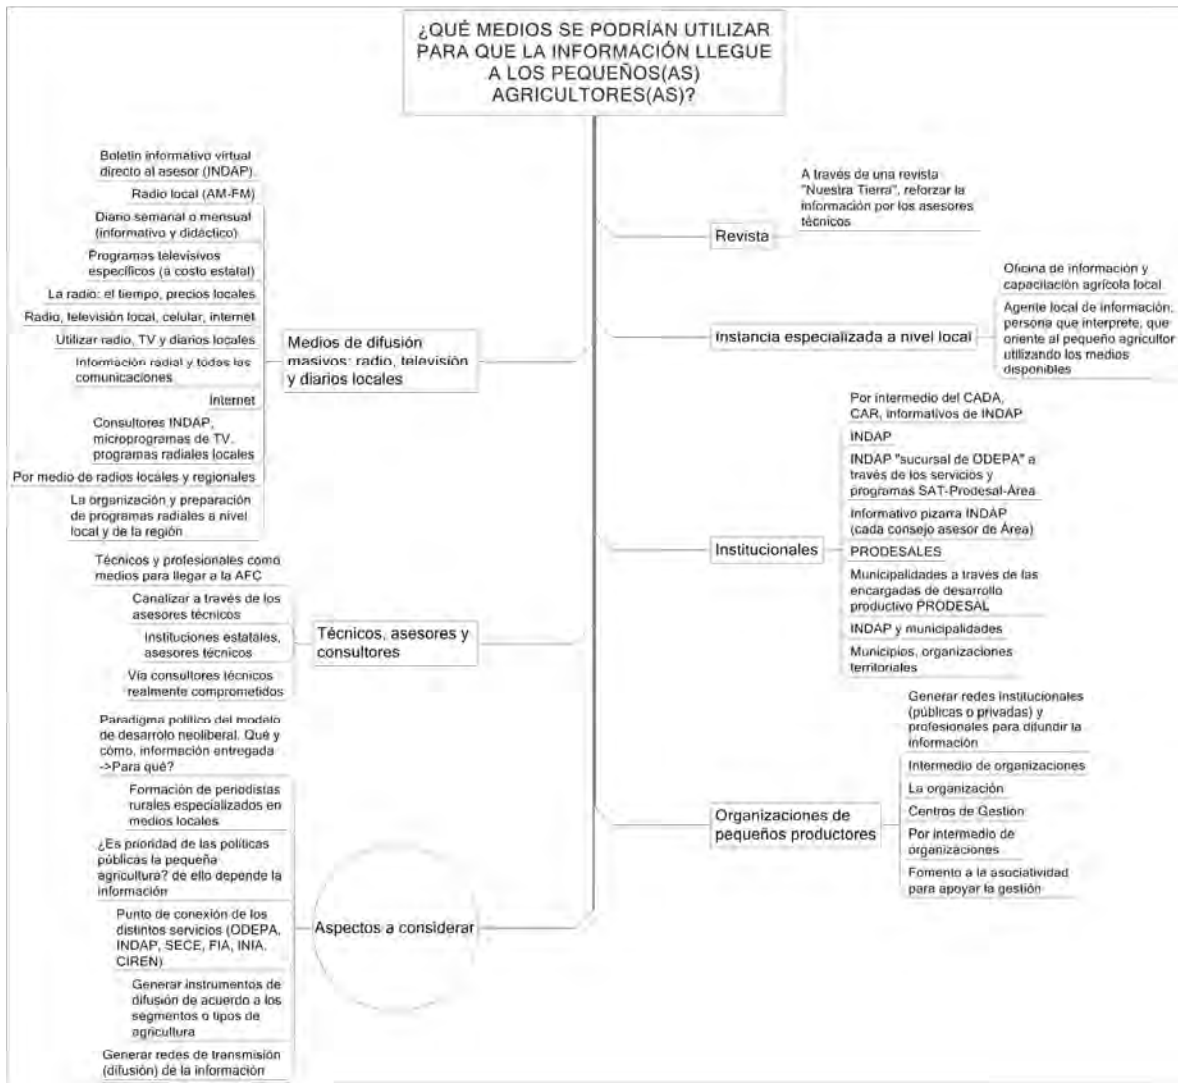 ¿QUÉ MEDIOS SE PODRÍAN UTILIZAR
PARA QUE LA INFORMACIÓN LLEGUE
A LOS PEQUEÑOS(AS)
AGRICULTORES(AS)?
Boletín informativo virtual
directo al asesor (INDAP).
Radio local (AM-FM)
Diario semanal o mensual
(informativo y didáctico)
Programas televisivos
específicos (a costo estatal)
La radio: el tiempo, precios locales
Radio, televisión local, celular, internet
Utilizar radio, TV y diarios locales
Información radial y todas las
comunicaciones
Internet
Consultores INDAP,
microprogramas de TV,
programas radiales locales
Por medio de radios locales y regionales
La organización y preparación
de programas radiales a nivel
local y de la región
Medios de difusión
masivos: radio, televisión
y diarios locales
Técnicos y profesionales como
medios para llegar a la AFC
Canalizar a través de los
asesores técnicos
Instituciones estatales,
asesores técnicos
Vía consultores técnicos
realmente comprometidos
Técnicos, asesores y
consultores
Paradigma político del modelo
de desarrolo neoliberal. Qué y
cómo, información entregada
->Para qué?
Formación de periodistas
rurales especializados en
medios locales
¿Es prioridad de las políticas
públicas la pequeña
agricultura? de ello depende la
información
Punto de conexión de los
distintos servicios (ODEPA,
INDAP, SECE, FIA, INIA,
CIREN)
Generar instrumentos de
difusión de acuerdo a los
segmentos o tipos de
agricultura
Generar redes de transmisión
(difusión) de la información
Aspectos a considerar
Revista
A través de una revista
"Nuestra Tierra", reforzar la
información por los asesores
técnicos
Instancia especializada a nivel local
Oficina de información y
capacitación agrícola local
Agente local de información,
persona que interprete, que
oriente al pequeño agricultor
utilizando los medios
disponibles
Institucionales
Por intermedio del CADA,
CAR, informativos de INDAP
INDAP
INDAP "sucursal de ODEPA" a
través de los servicios y
programas SAT-Prodesal-Área
Informativo pizarra INDAP
(cada consejo asesor de Área)
PRODESALES
Municipalidades a través de las
encargadas de desarrollo
productivo PRODESAL
INDAP y municipalidades
Municipios, organizaciones
territoriales
Organizaciones de
pequeños productores
Generar redes institucionales
(públicas o privadas) y
profesionales para difundir la
información
Intermedio de organizaciones
La organización
Centros de Gestión
Por intermedio de
organizaciones
Fomento a la asociatividad
para apoyar la gestión